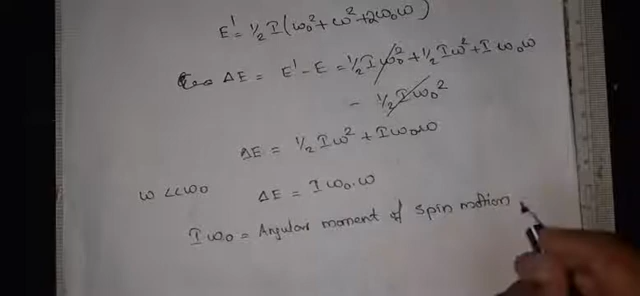 E' = 1/2 I (ω₀² + ω² + 2ω₀ω)
ΔE = E' - E = 1/2 I ω₀² + 1/2 I ω² + I ω₀ω
- 1/2 I ω₀²
ΔE = 1/2 I ω² + I ω₀ω
ω << ω₀ ΔE = I ω₀.ω
I ω₀ = Angular moment of spin motion